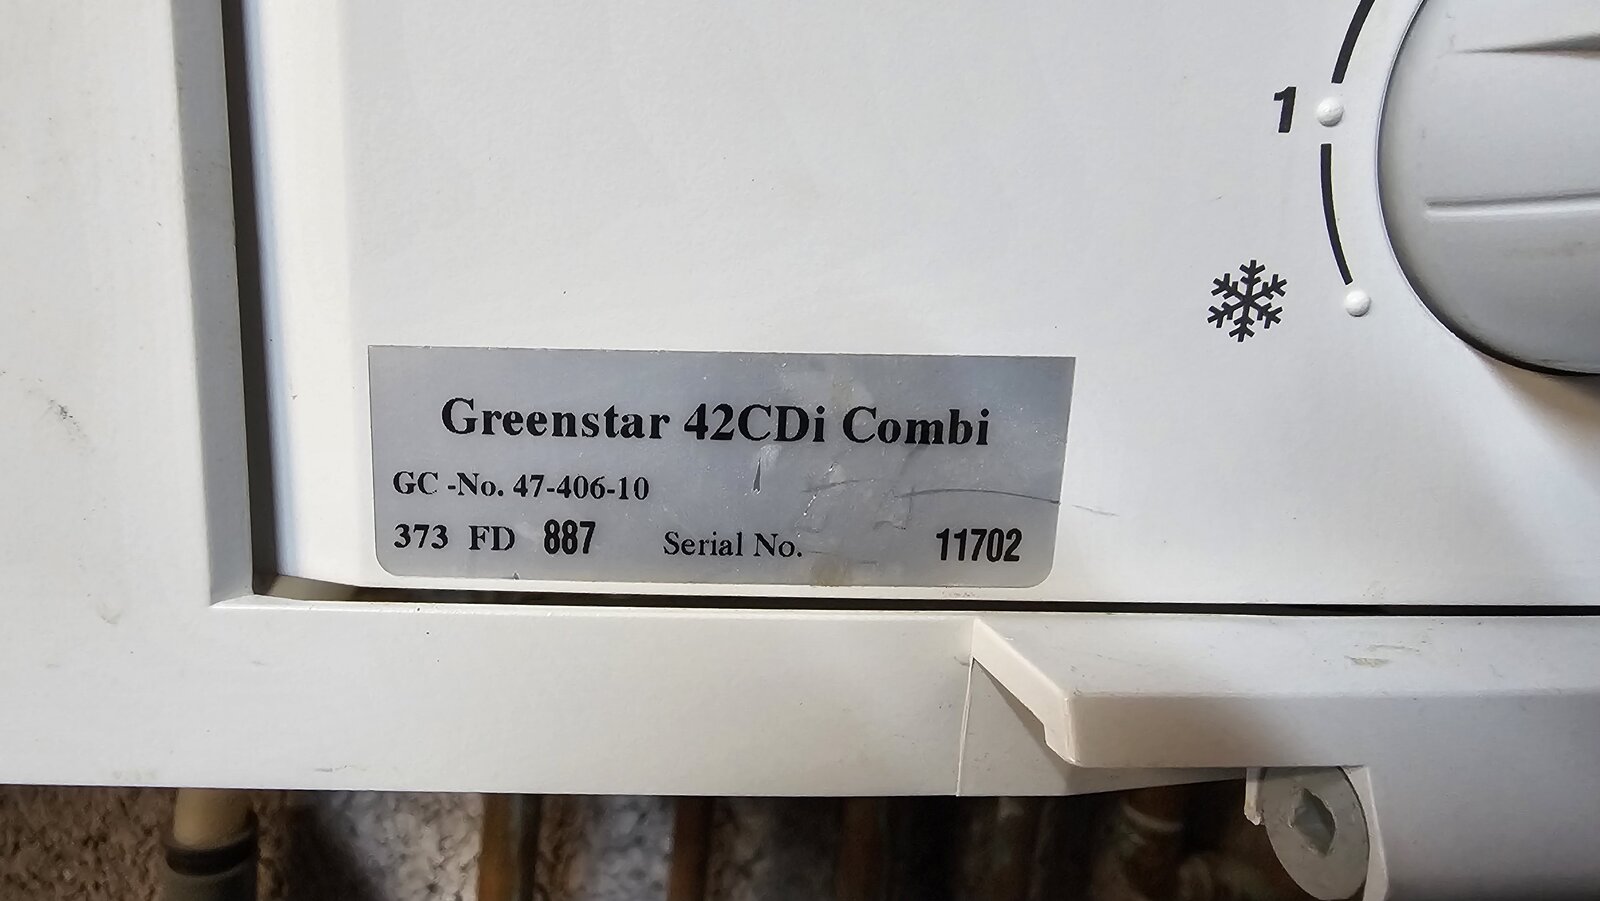 1
Greenstar 42CDi Combi
GC -No. 47-406-10
373 FD 887 Serial No. 11702